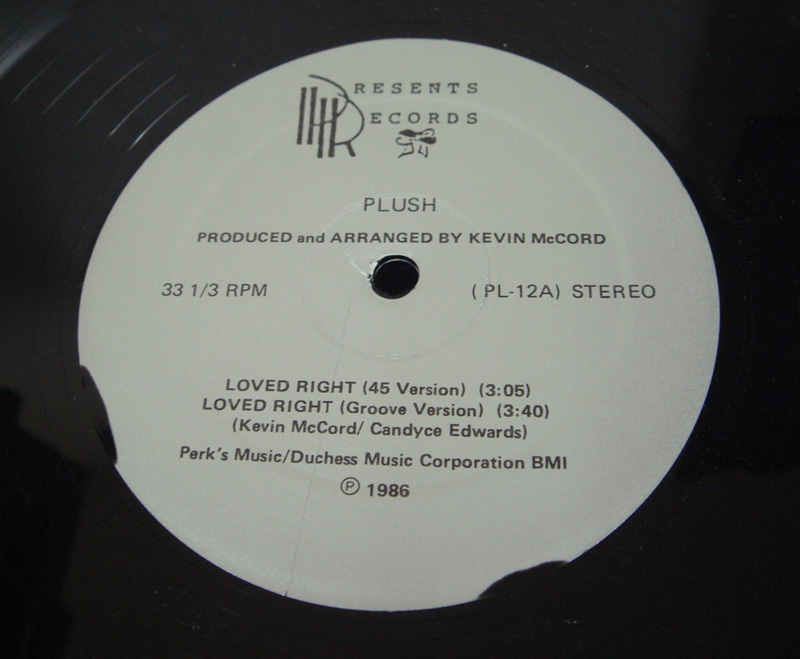 PRESENTS
RECORDS
PLUSH
PRODUCED and ARRANGED BY KEVIN McCORD
33 1/3 RPM (PL-12A) STEREO
LOVED RIGHT (45 Version) (3:05)
LOVED RIGHT (Groove Version) (3:40)
(Kevin McCord/ Candyce Edwards)
Perk's Music/Duchess Music Corporation BMI
Ⓟ 1986